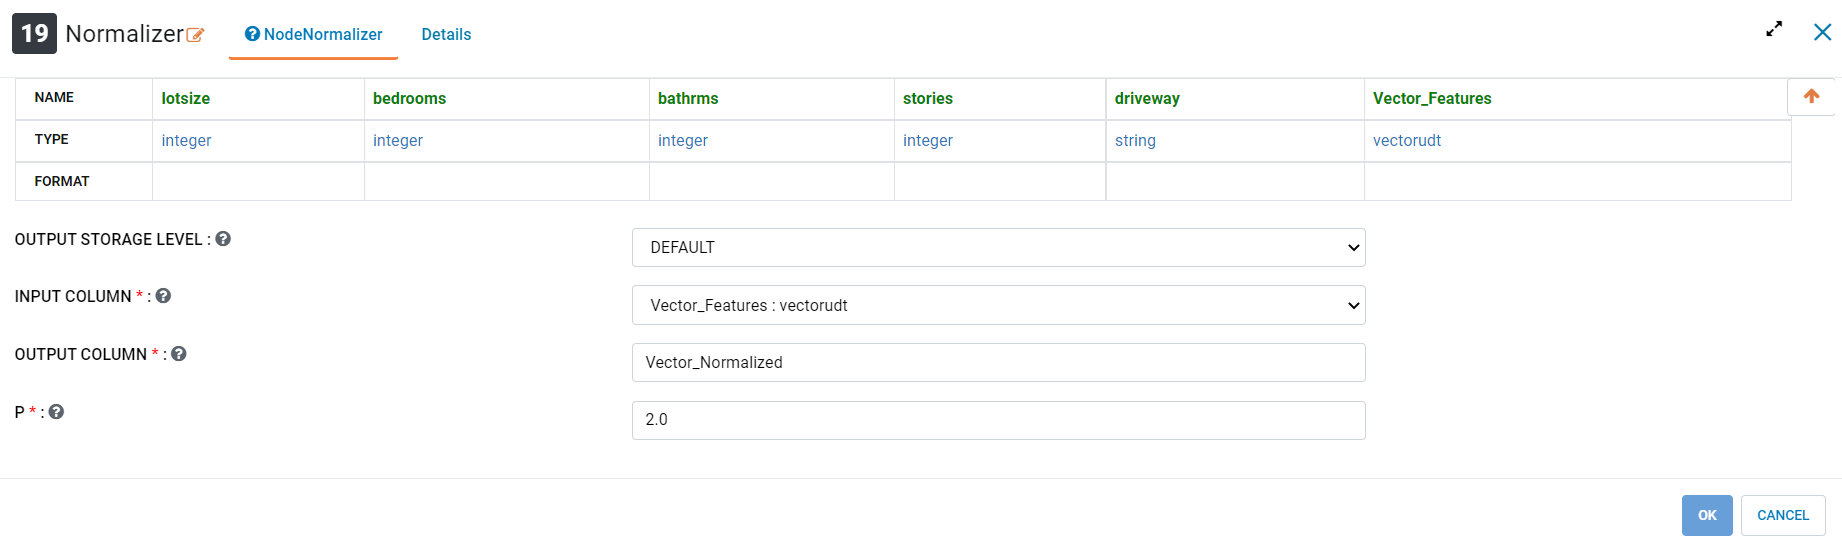 19 Normalizer NodeNormalizer Details
NAME lotsize bedrooms bathrms stories driveway Vector_Features
TYPE integer integer integer integer string vectorudt
FORMAT
OUTPUT STORAGE LEVEL : DEFAULT
INPUT COLUMN * : Vector_Features : vectorudt
OUTPUT COLUMN * : Vector_Normalized
P * : 2.0
OK CANCEL